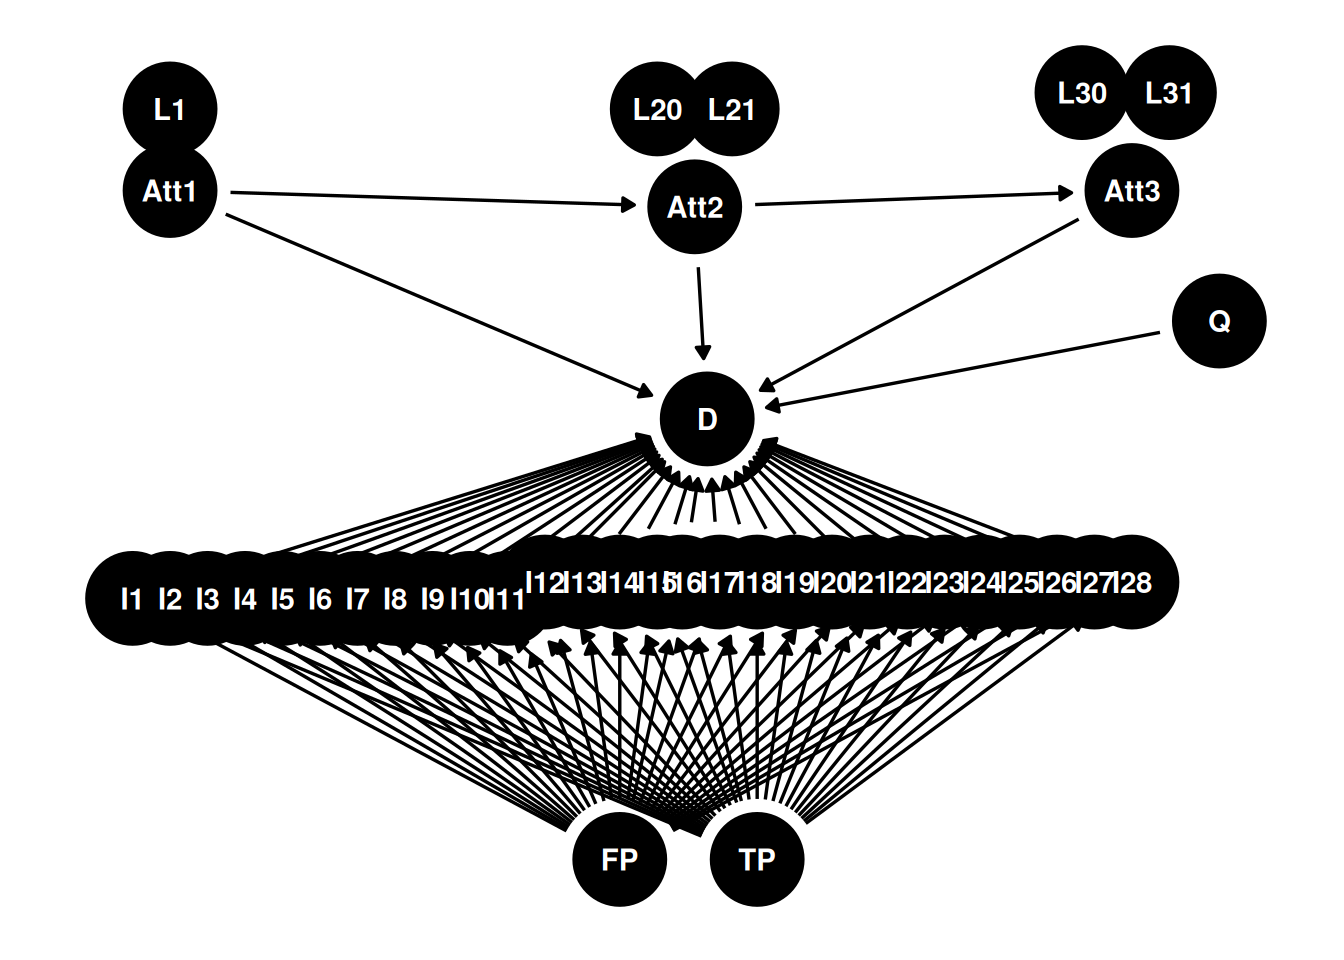 L30 L31
L1 L20 L21
Att1 Att2 Att3
Q
D
I1 I2 I3 I4 I5 I6 I7 I8 I9 I10 I11 I12 I13 I14 I15 I16 I17 I18 I19 I20 I21 I22 I23 I24 I25 I26 I27 I28
FP TP